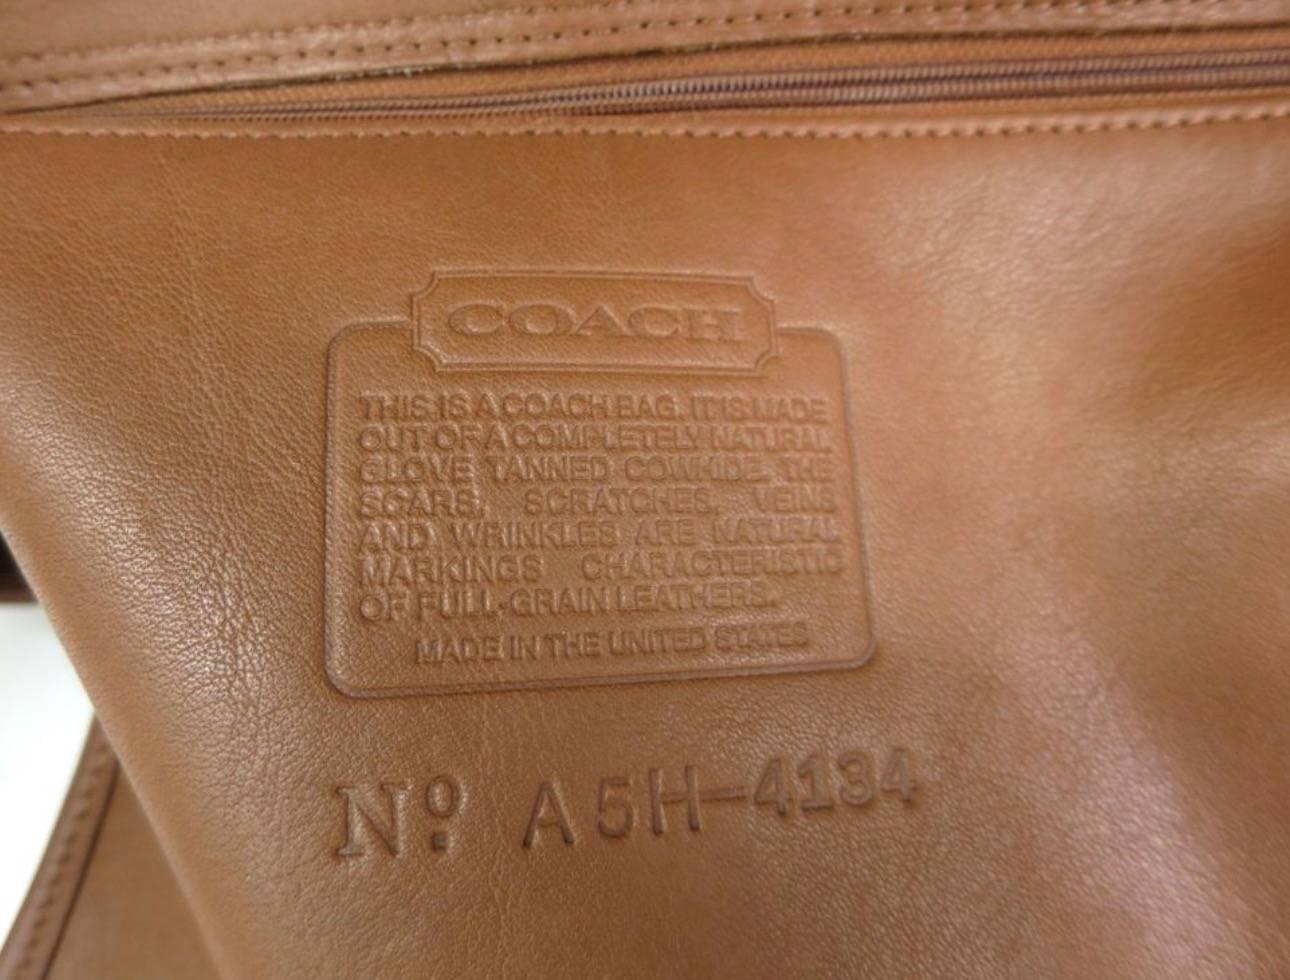 COACH
THIS IS A COACH BAG. IT IS MADE
OUT OF A COMPLETELY NATURAL
GLOVE TANNED COWHIDE. THE
SCARS, SCRATCHES, VEINS
AND WRINKLES ARE NATURAL
MARKINGS CHARACTERISTIC
OF FULL-GRAIN LEATHERS.
MADE IN THE UNITED STATES
Nº A5H-4134